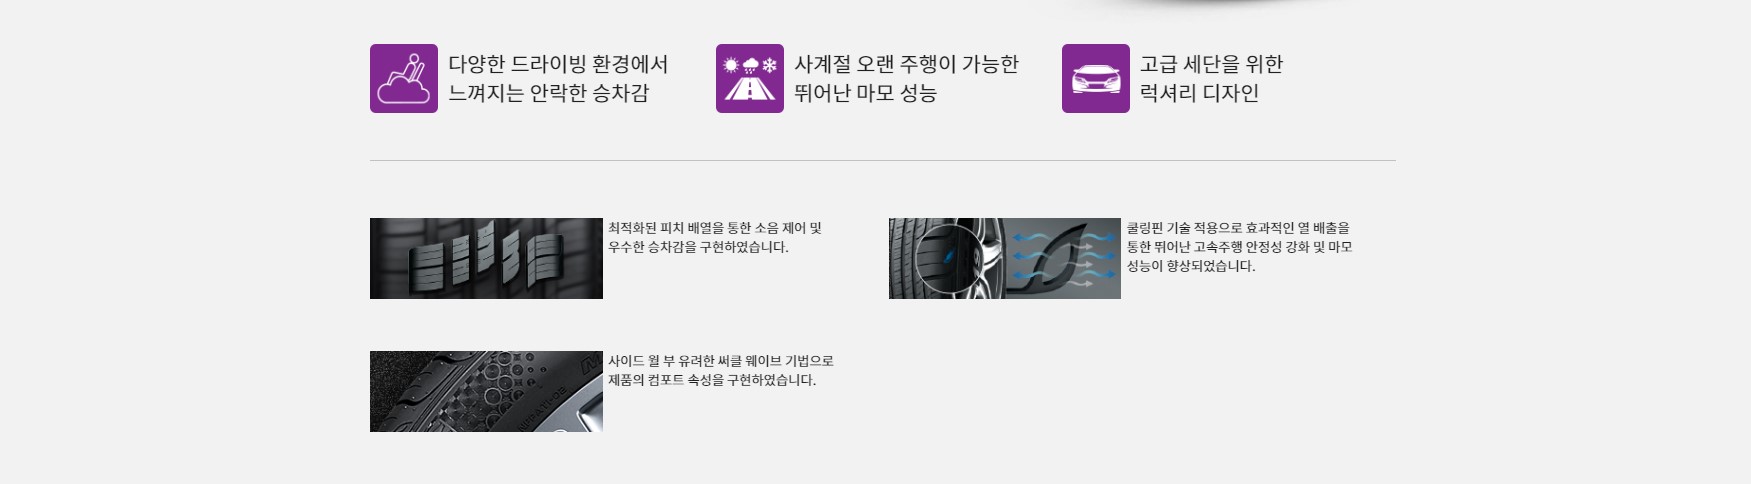 다양한 드라이빙 환경에서
느껴지는 안락한 승차감
사계절 오랜 주행이 가능한
뛰어난 마모 성능
고급 세단을 위한
럭셔리 디자인
최적화된 피치 배열을 통한 소음 제어 및
우수한 승차감을 구현하였습니다.
쿨링핀 기술 적용으로 효과적인 열 배출을
통한 뛰어난 고속주행 안정성 강화 및 마모
성능이 향상되었습니다.
사이드 월 부 유려한 써클 웨이브 기법으로
제품의 컴포트 속성을 구현하였습니다.